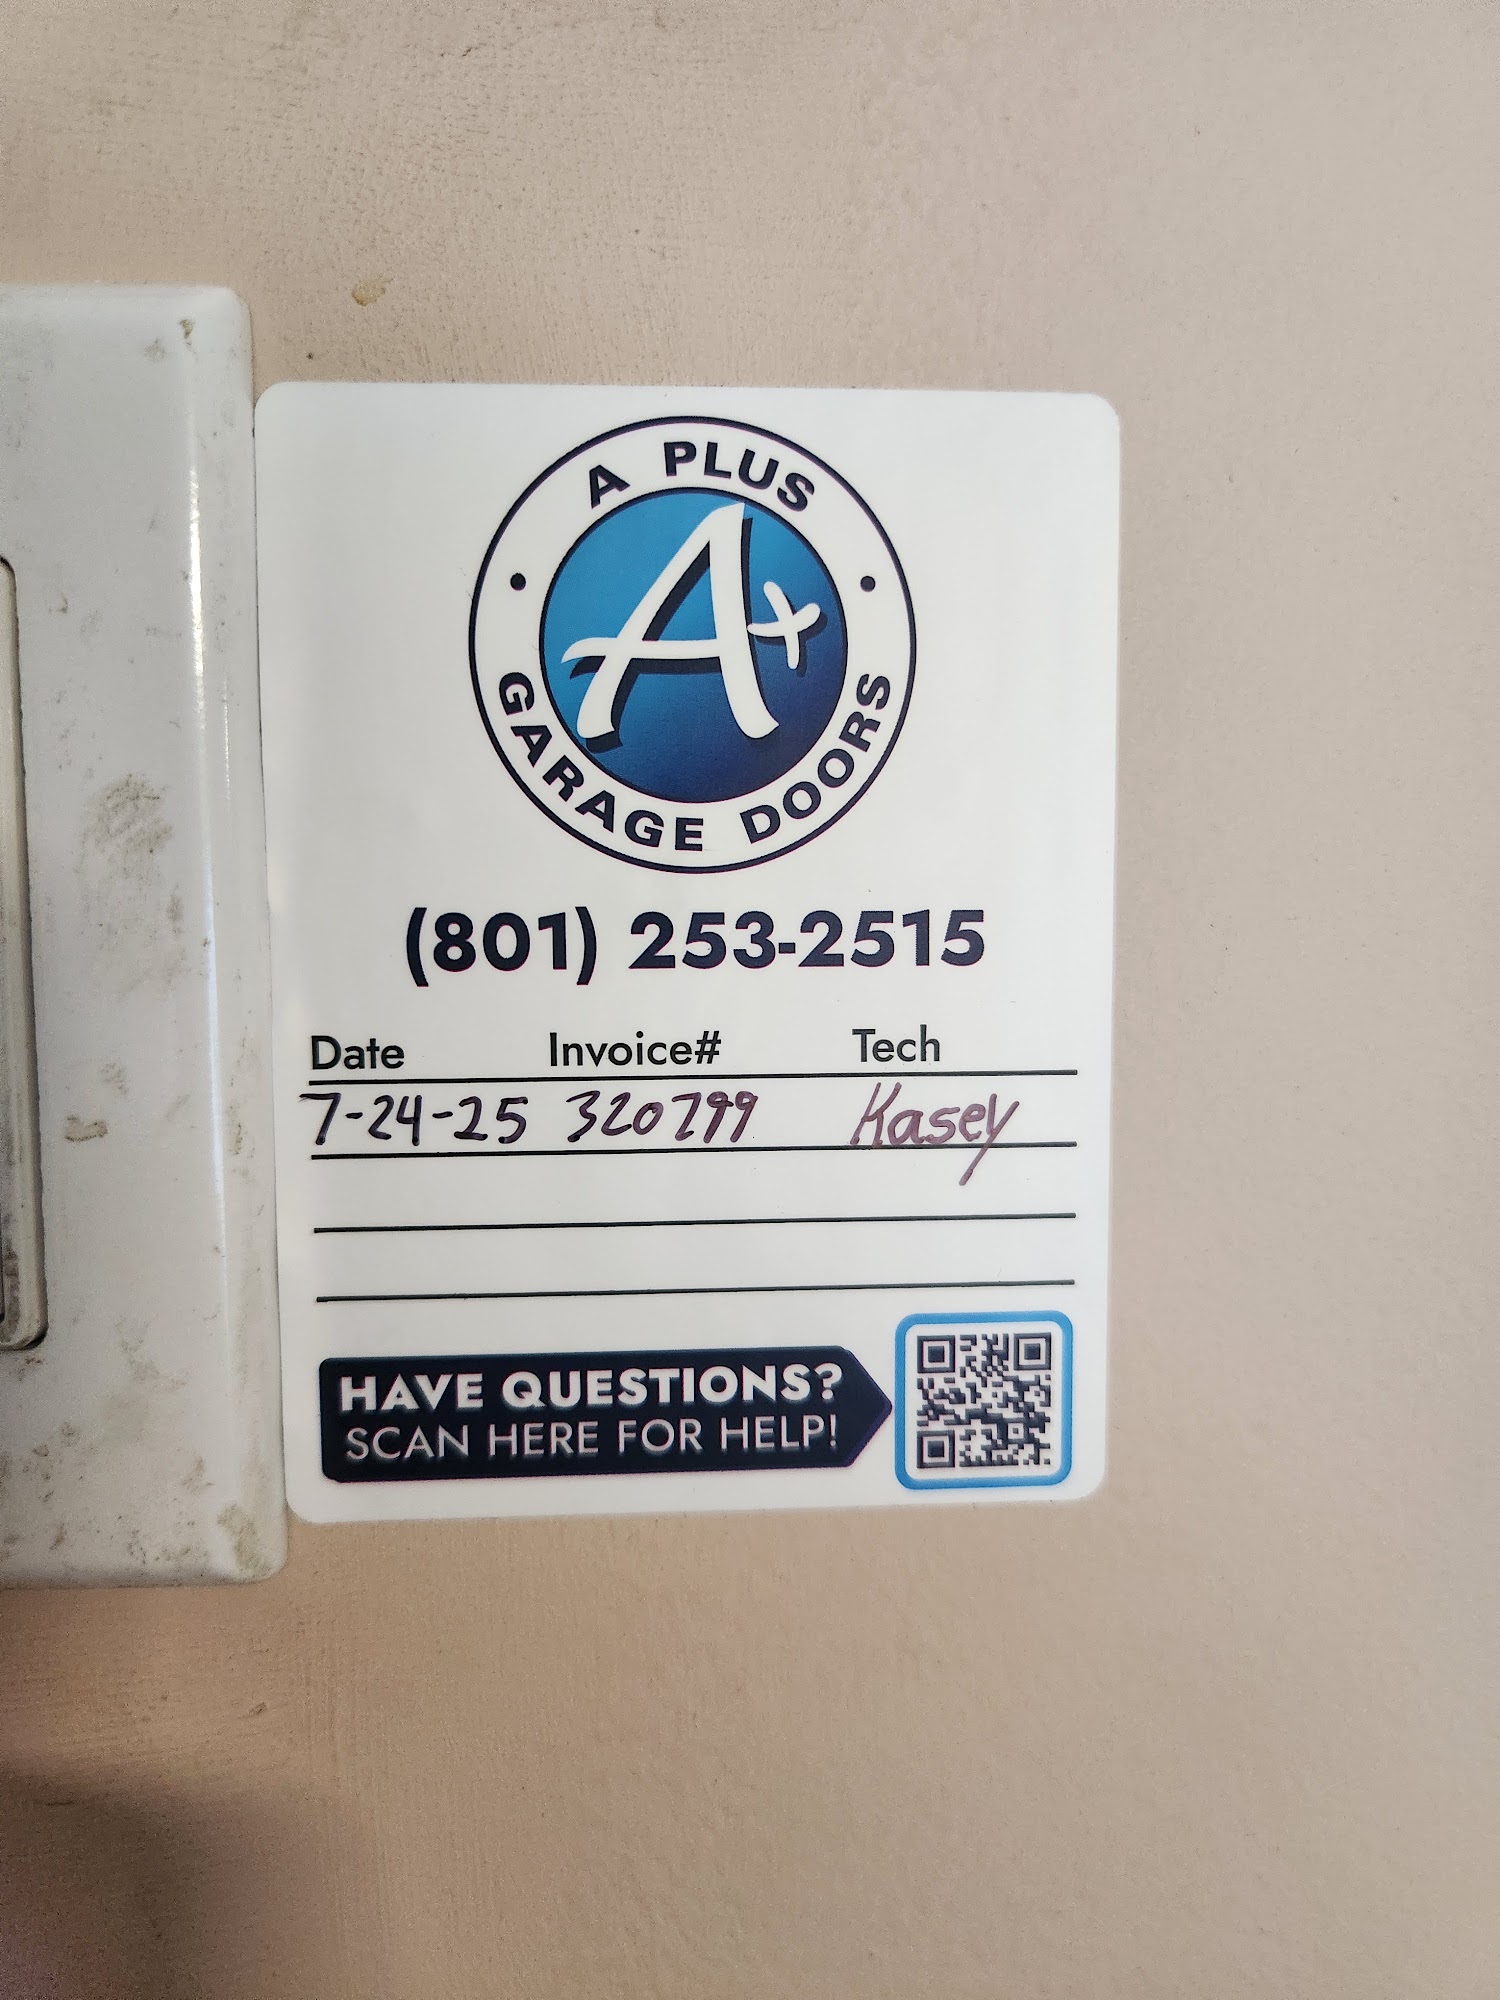 A PLUS
A+
GARAGE DOORS
(801) 253-2515
Date Invoice# Tech
7-24-25 320799 Kasey
HAVE QUESTIONS?
SCAN HERE FOR HELP!